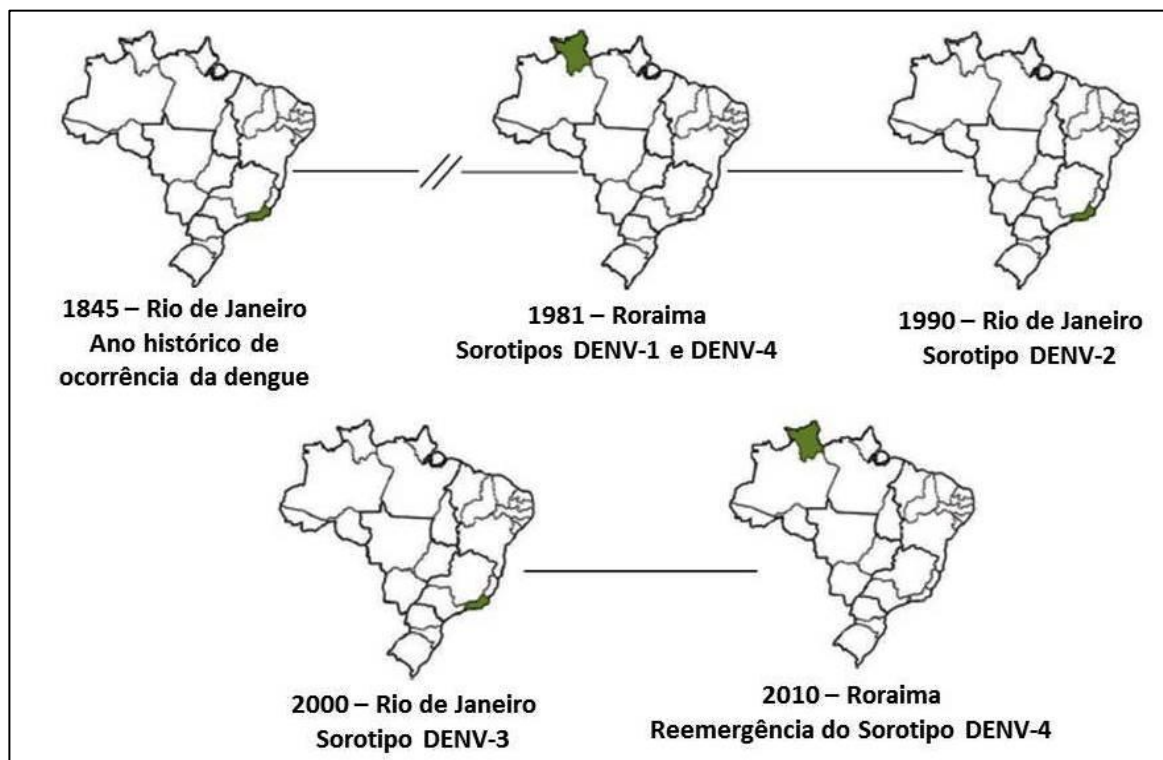 1845 – Rio de Janeiro
Ano histórico de
ocorrência da dengue
1981 – Roraima
Sorotipos DENV-1 e DENV-4
1990 – Rio de Janeiro
Sorotipo DENV-2
2000 – Rio de Janeiro
Sorotipo DENV-3
2010 – Roraima
Reemergência do Sorotipo DENV-4